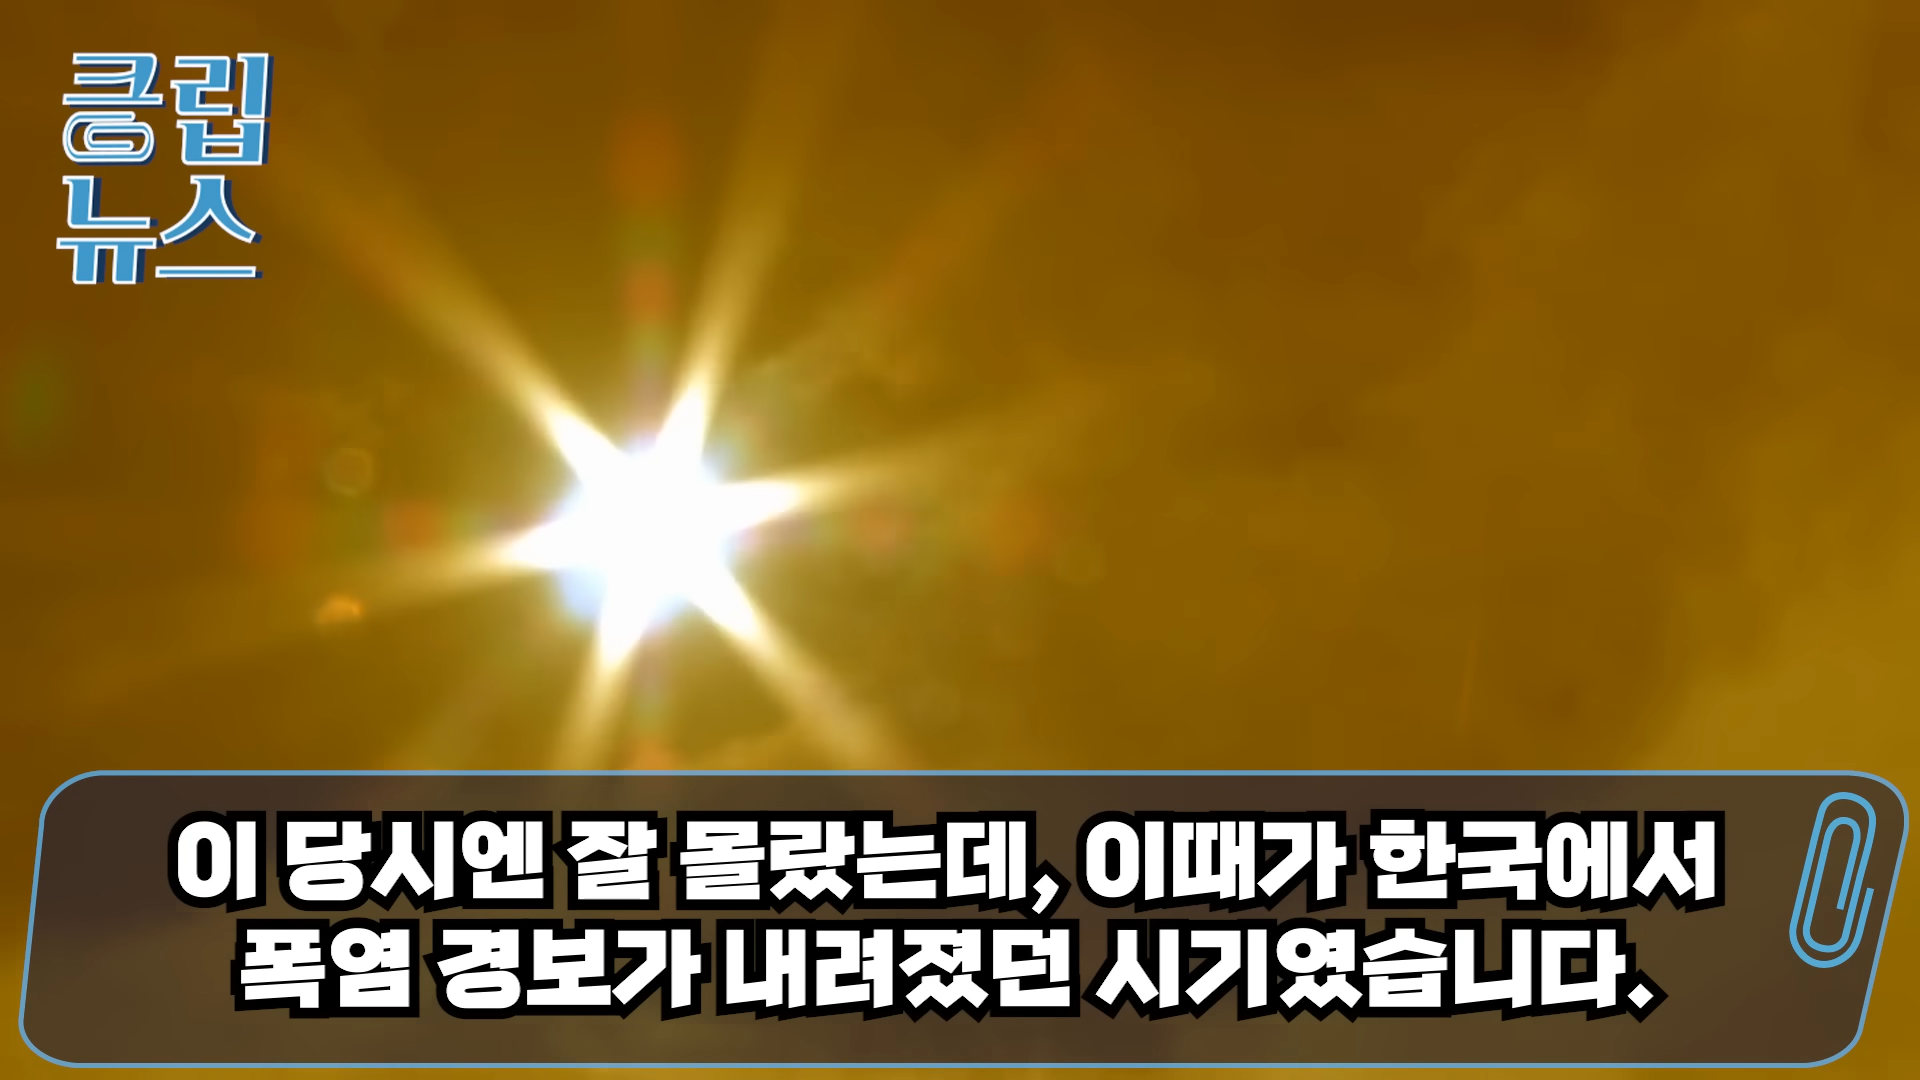 클립
뉴스
이 당시엔 잘 몰랐는데, 이때가 한국에서
폭염 경보가 내려졌던 시기였습니다.